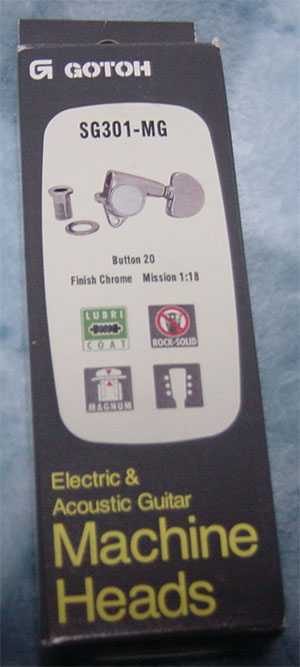 GOTOH
SG301-MG
Button 20
Finish Chrome Mission 1:18
LUBRI
COAT
ROCK-SOLID
MAGNUM
Electric &
Acoustic Guitar
Machine
Heads